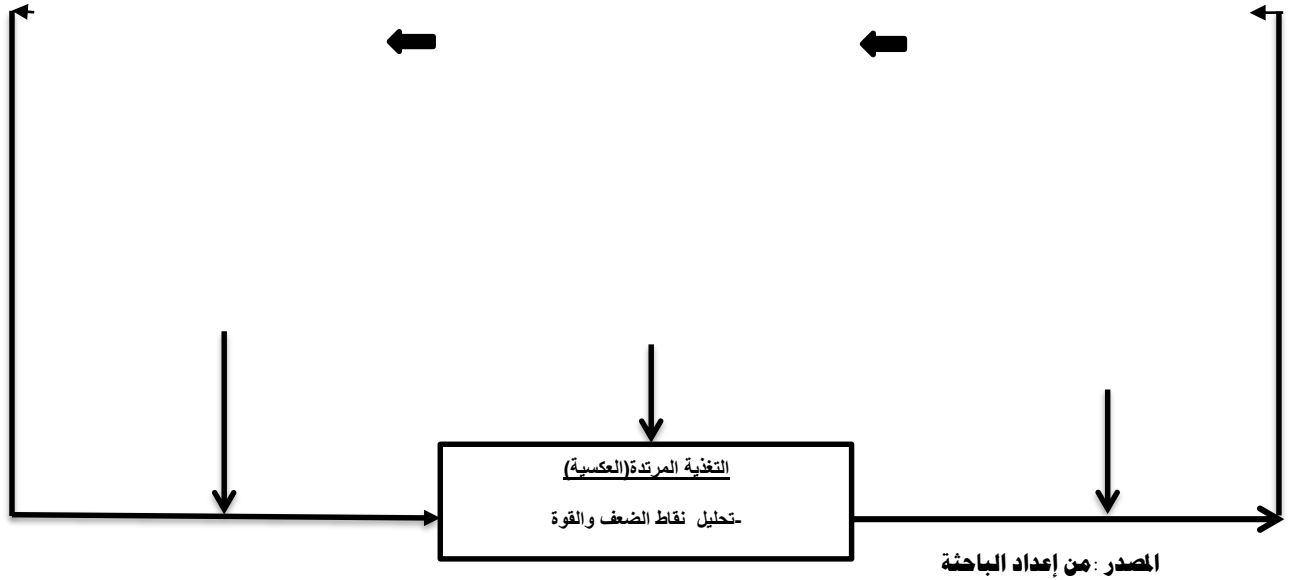 التغذية المرتدة(العكسية)
-تحليل نقاط الضعف والقوة
المصدر :من إعداد الباحثة